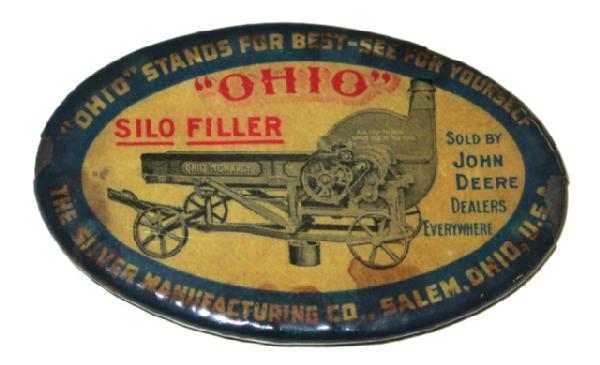 "OHIO" STANDS FOR BEST-SEE FOR YOURSELF
"OHIO"
SILO FILLER
OHIO MONARCH
SOLD BY
JOHN
DEERE
DEALERS
EVERYWHERE
THE SILVER MANUFACTURING CO., SALEM, OHIO, U.S.A.